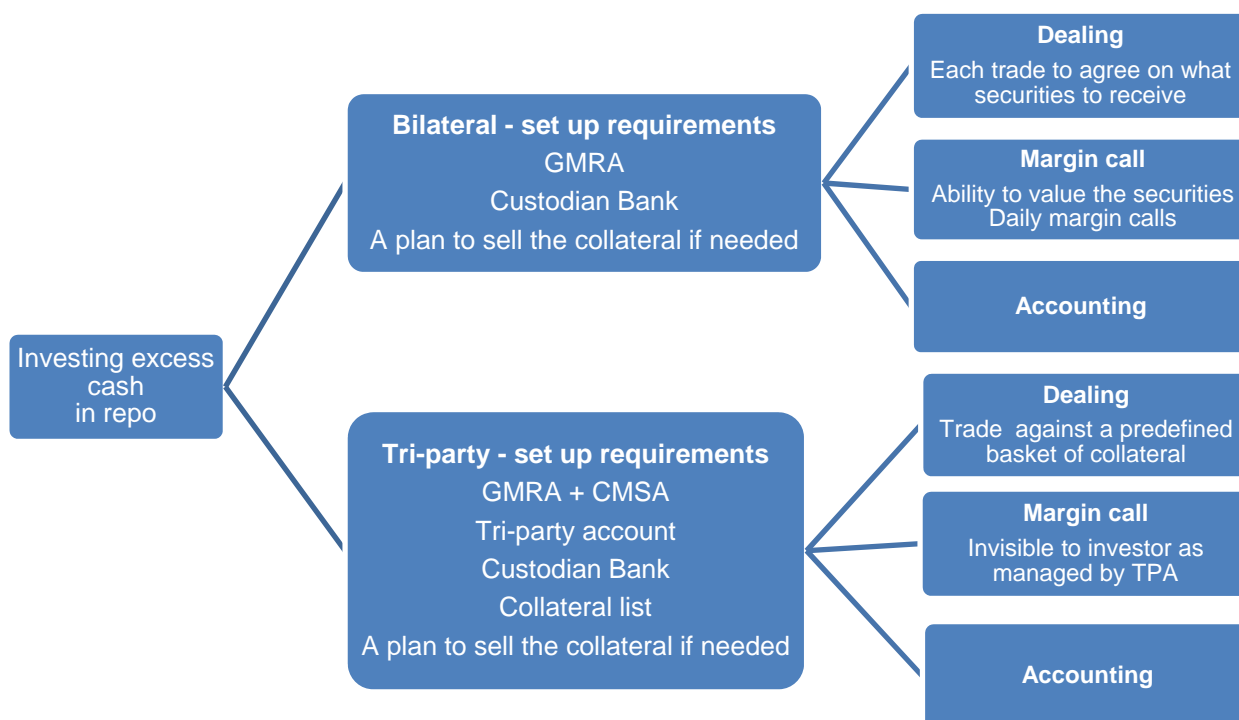 Investing excess
cash
in repo
Bilateral - set up requirements
GMRA
Custodian Bank
A plan to sell the collateral if needed
Dealing
Each trade to agree on what
securities to receive
Margin call
Ability to value the securities
Daily margin calls
Accounting
Tri-party - set up requirements
GMRA + CMSA
Tri-party account
Custodian Bank
Collateral list
A plan to sell the collateral if needed
Dealing
Trade against a predefined
basket of collateral
Margin call
Invisible to investor as
managed by TPA
Accounting